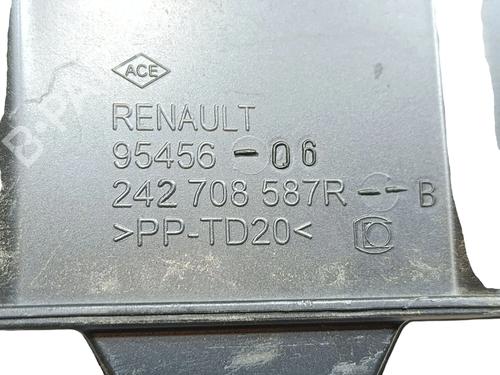 ACE
RENAULT
95456-06
242 708 587R--B
>PP-TD20<